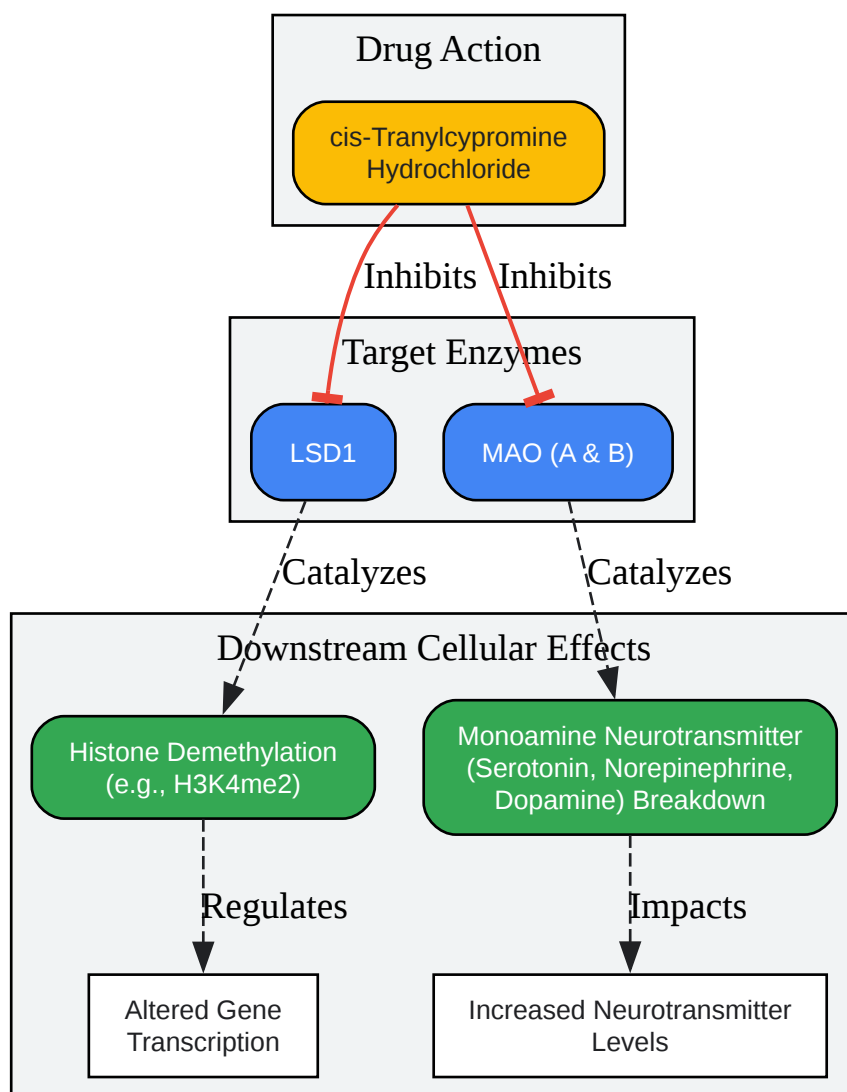 Drug Action
cis-Tranylcypromine
Hydrochloride
Inhibits
Inhibits
Target Enzymes
LSD1
MAO (A & B)
Catalyzes
Catalyzes
Downstream Cellular Effects
Histone Demethylation
(e.g., H3K4me2)
Monoamine Neurotransmitter
(Serotonin, Norepinephrine,
Dopamine) Breakdown
Regulates
Impacts
Altered Gene
Transcription
Increased Neurotransmitter
Levels